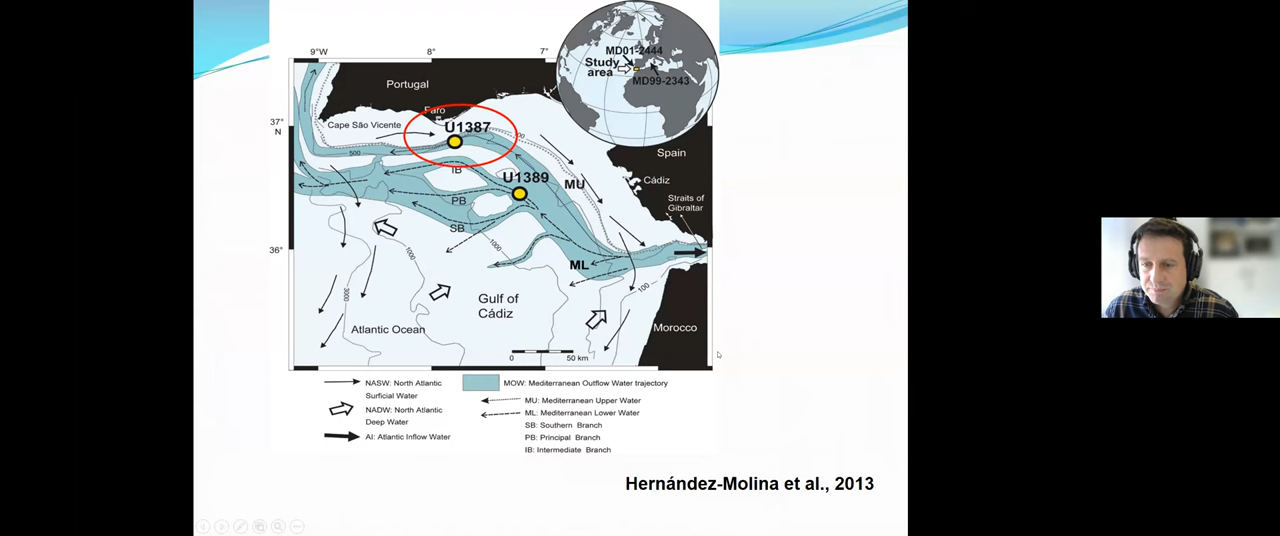 MD01-2444
Study
area
MD99-2343
9°W
8°
7°
Portugal
Faro
Cape São Vicente
37°
N
U1387
500
Spain
IB
U1389
MU
Cádiz
PB
Straits of
Gibraltar
SB
1000
1000
36°
ML
3000
100
Gulf of
Cádiz
Atlantic Ocean
Morocco
0 50 km
NASW: North Atlantic
Surficial Water
NADW: North Atlantic
Deep Water
AI: Atlantic Inflow Water
MOW: Mediterranean Outflow Water trajectory
MU: Mediterranean Upper Water
ML: Mediterranean Lower Water
SB: Southern Branch
PB: Principal Branch
IB: Intermediate Branch
Hernández-Molina et al., 2013